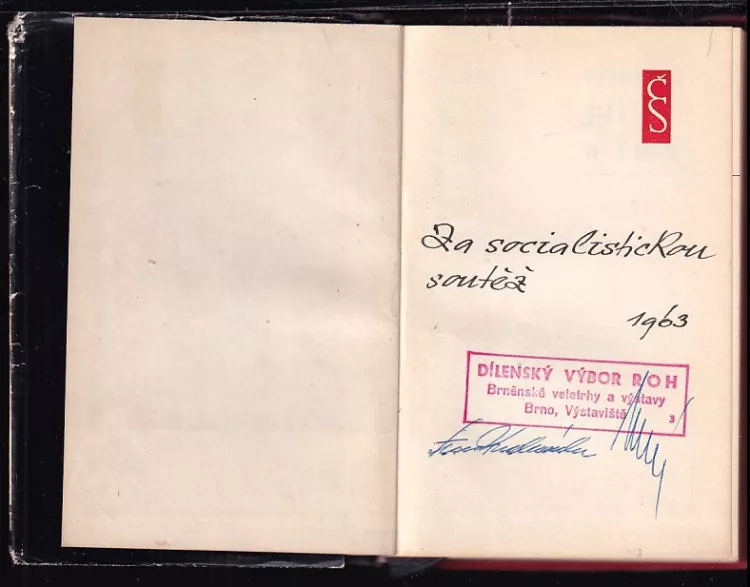 ČS
Za socialistickou
soutěž
1963
DÍLENSKÝ VÝBOR ROH
Brněnské veletrhy a výstavy
Brno, Výstaviště
3